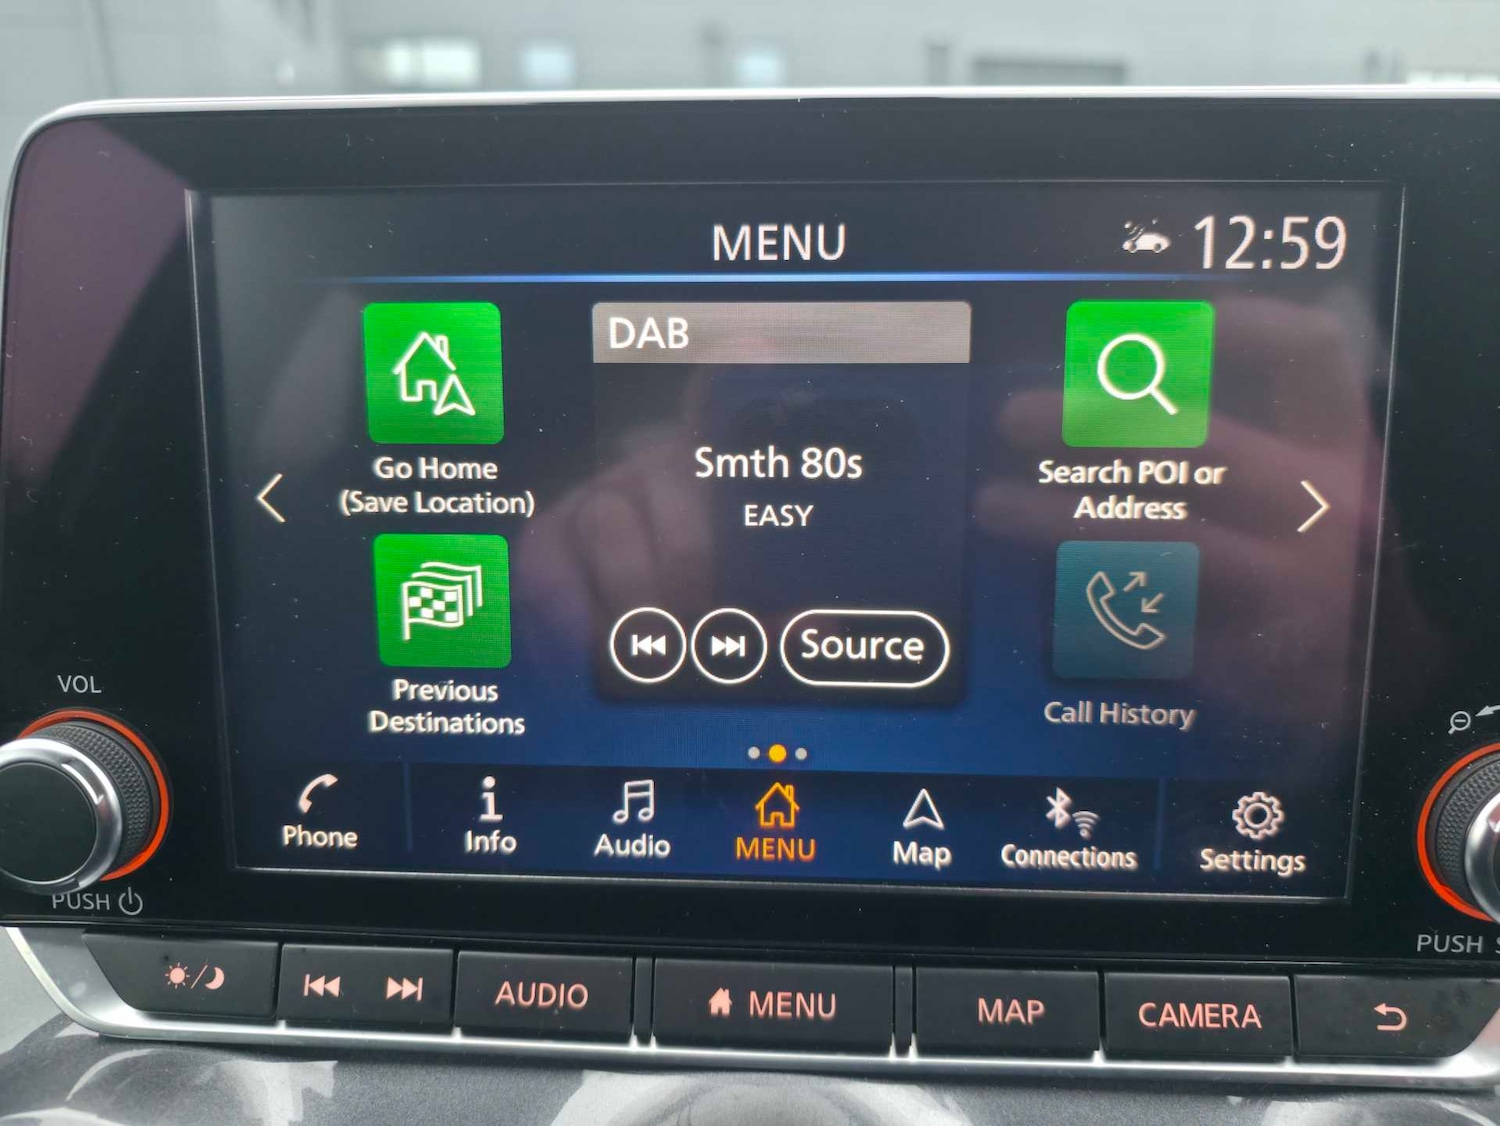 MENU
12:59
DAB
Go Home
(Save Location)
Smth 80s
EASY
Search POI or
Address
Previous
Destinations
Source
Call History
VOL
Phone
Info
Audio
MENU
Map
Connections
Settings
PUSH
PUSH
AUDIO
MENU
MAP
CAMERA